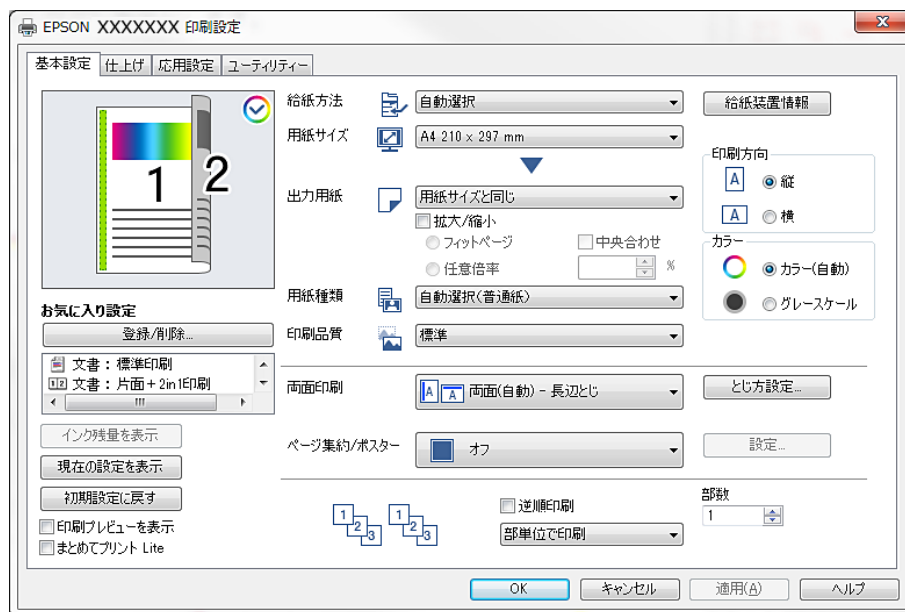 EPSON XXXXXXX 印刷設定
X
基本設定
仕上げ
応用設定
ユーティリティー
1
2
お気に入り設定
登録/削除...
文書：標準印刷
12 文書：片面＋2in1印刷
インク残量を表示
現在の設定を表示
初期設定に戻す
印刷プレビューを表示
まとめてプリント Lite
給紙方法
自動選択
給紙装置情報
用紙サイズ
A4 210 x 297 mm
出力用紙
用紙サイズと同じ
拡大/縮小
フィットページ
中央合わせ
任意倍率
%
用紙種類
自動選択(普通紙)
印刷品質
標準
印刷方向
A
縦
A
横
カラー
カラー(自動)
グレースケール
両面印刷
A A 両面(自動) - 長辺とじ
とじ方設定...
ページ集約/ポスター
オフ
設定...
1 2 3
1 2 3
逆順印刷
部単位で印刷
部数
1
OK
キャンセル
適用(A)
ヘルプ